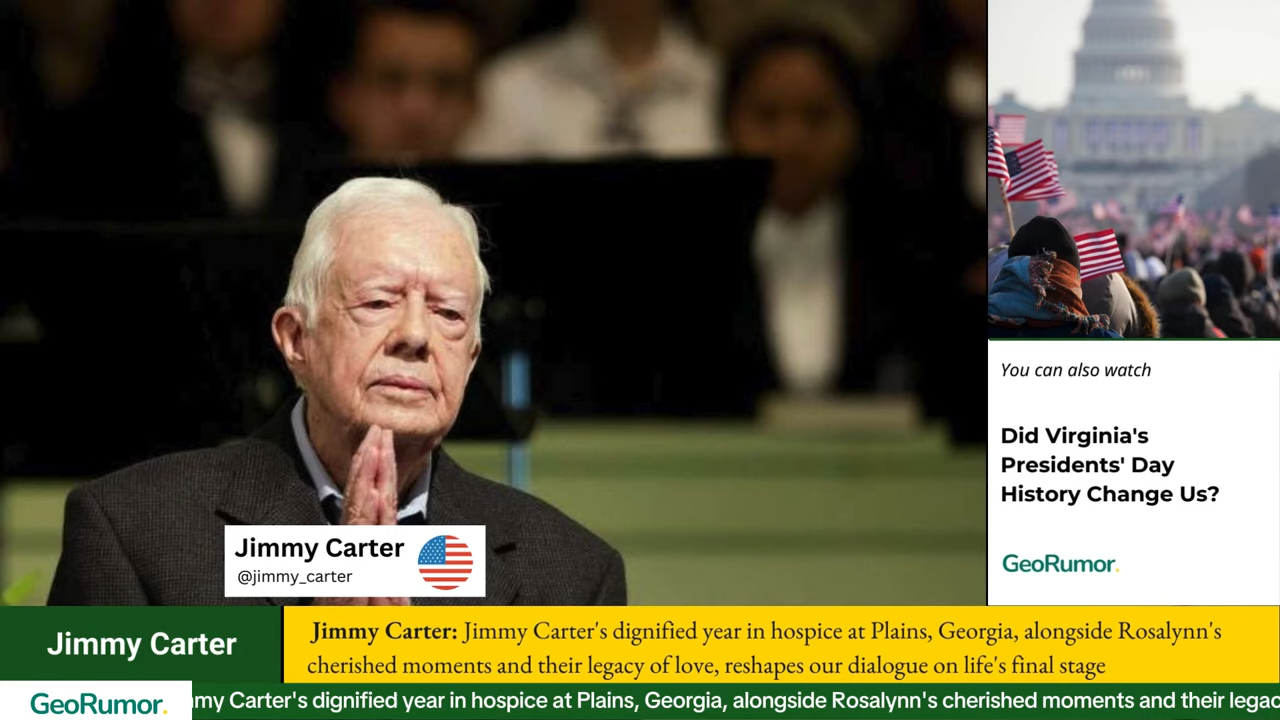 You can also watch
Did Virginia's
Presidents' Day
History Change Us?
GeoRumor.
Jimmy Carter
@jimmy_carter
Jimmy Carter
Jimmy Carter: Jimmy Carter's dignified year in hospice at Plains, Georgia, alongside Rosalynn's
cherished moments and their legacy of love, reshapes our dialogue on life's final stage
GeoRumor.
Carter's dignified year in hospice at Plains, Georgia, alongside Rosalynn's cherished moments and their